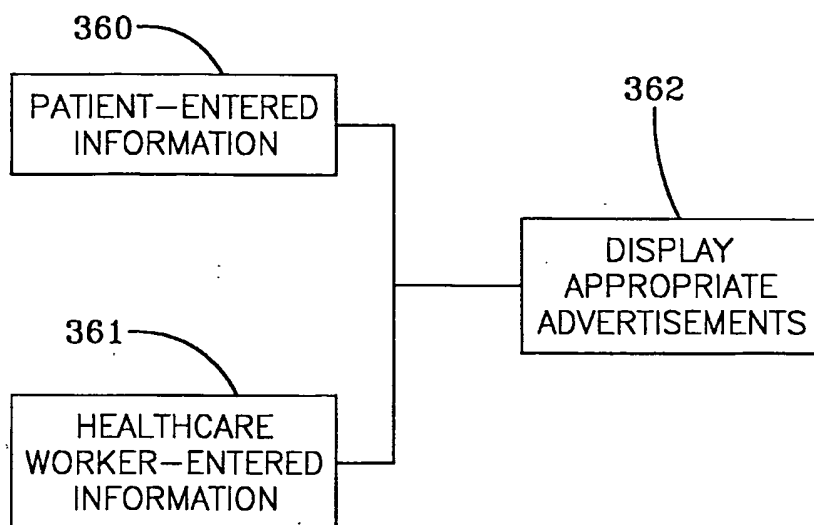 360
PATIENT-ENTERED
INFORMATION
362
DISPLAY
APPROPRIATE
ADVERTISEMENTS
361
HEALTHCARE
WORKER-ENTERED
INFORMATION